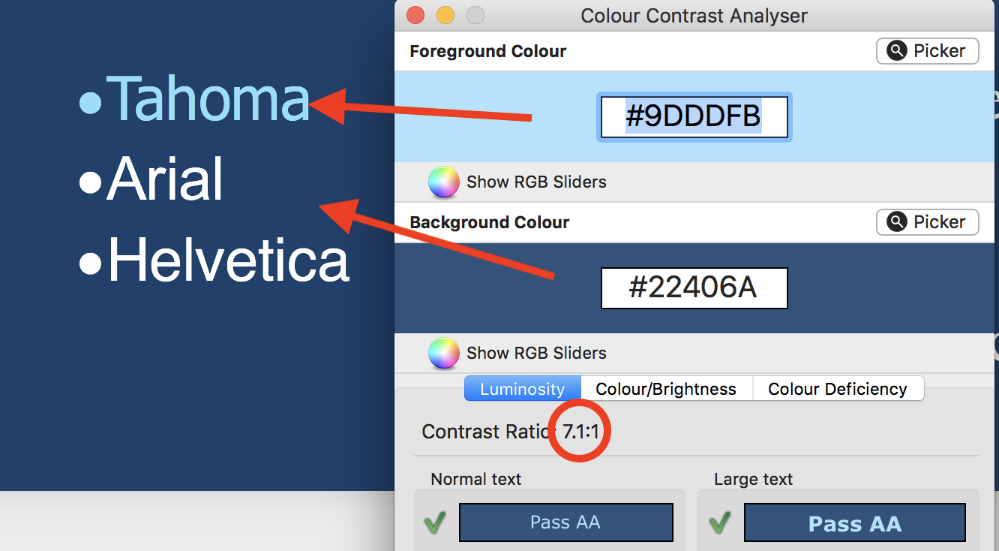 •Tahoma
•Arial
•Helvetica
Colour Contrast Analyser
Foreground Colour
Picker
#9DDDFB
Show RGB Sliders
Background Colour
Picker
#22406A
Show RGB Sliders
Luminosity
Colour/Brightness
Colour Deficiency
Contrast Ratio: 7.1:1
Normal text
Large text
Pass AA
Pass AA